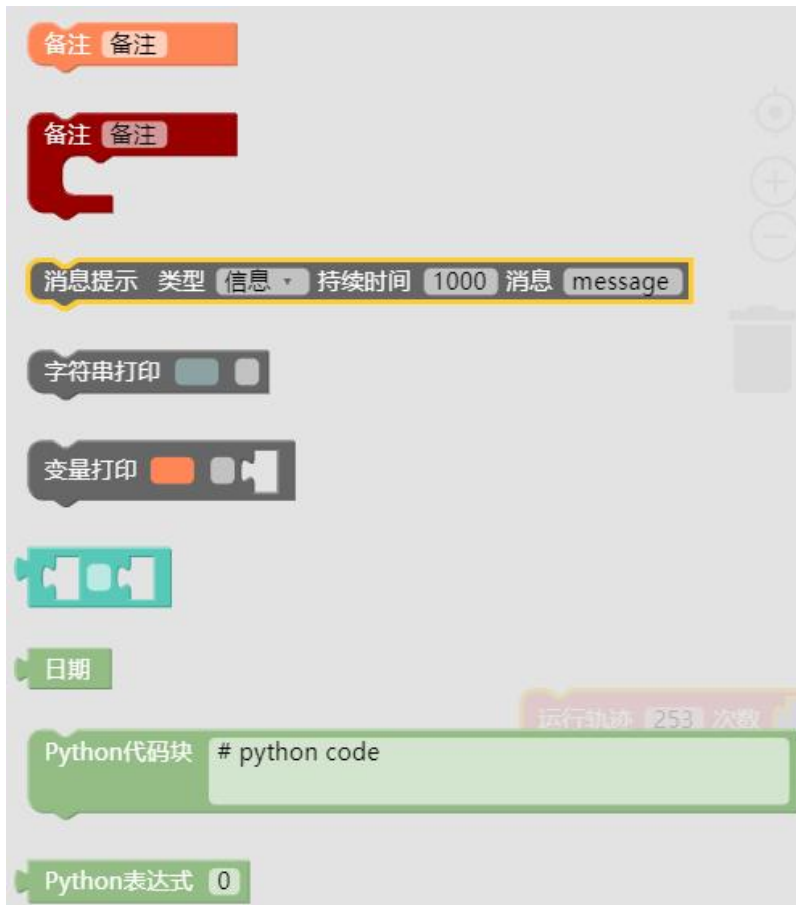 备注 备注
备注 备注
消息提示 类型 信息 持续时间 1000 消息 message
字符串打印
变量打印
日期
运行轨迹 253 次数
Python代码块 # python code
Python表达式 0